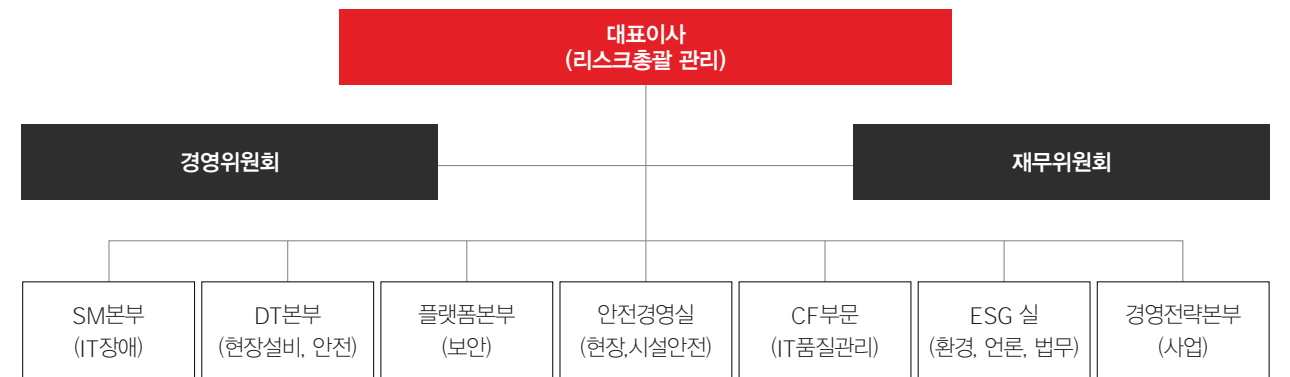 대표이사
(리스크총괄 관리)
경영위원회
재무위원회
SM본부
(IT장애)
DT본부
(현장설비, 안전)
플랫폼본부
(보안)
안전경영실
(현장,시설안전)
CF부문
(IT품질관리)
ESG 실
(환경, 언론, 법무)
경영전략본부
(사업)